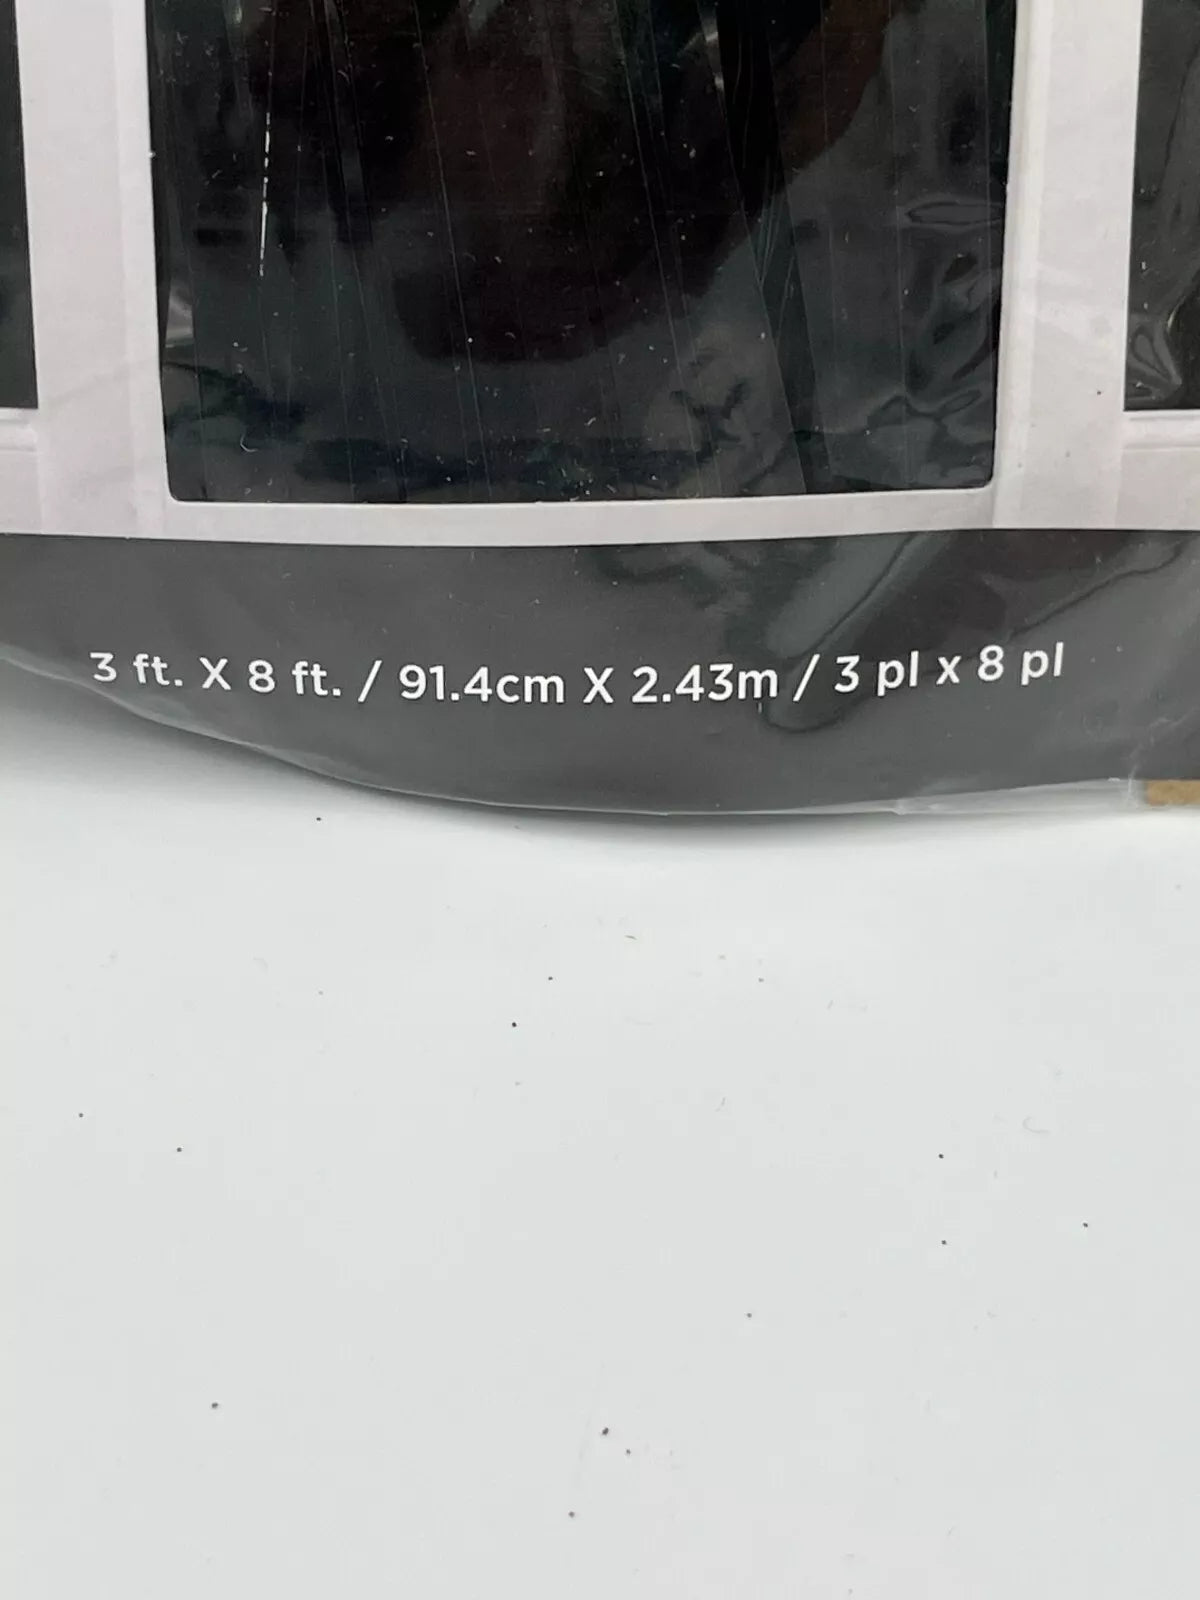 3 ft. X 8 ft. / 91.4cm X 2.43m / 3 pl x 8 pl